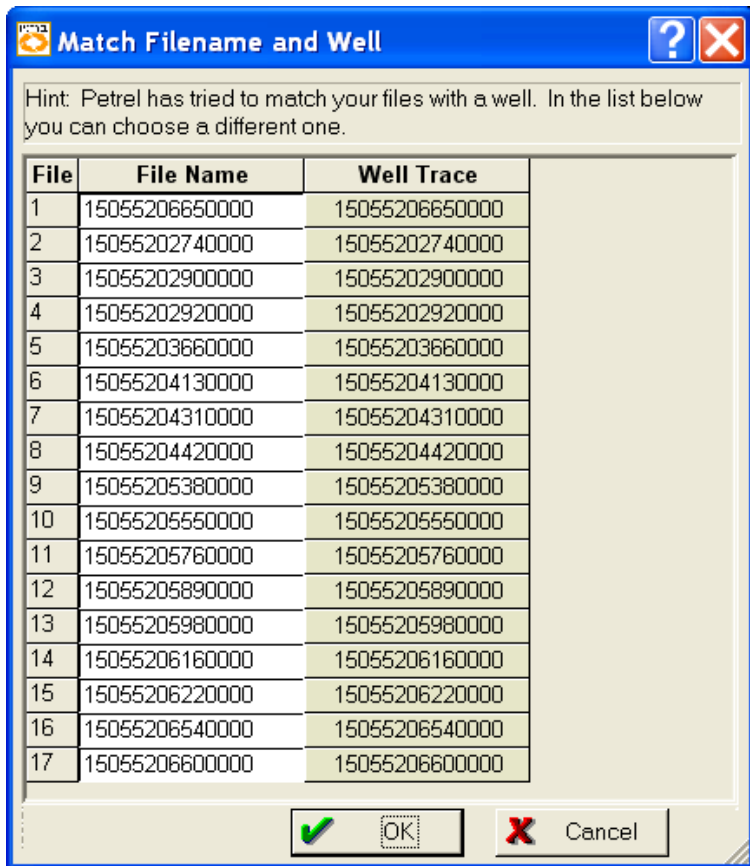 Match Filename and Well
Hint: Petrel has tried to match your files with a well. In the list below
you can choose a different one.
File File Name Well Trace
1 15055206650000 15055206650000
2 15055202740000 15055202740000
3 15055202900000 15055202900000
4 15055202920000 15055202920000
5 15055203660000 15055203660000
6 15055204130000 15055204130000
7 15055204310000 15055204310000
8 15055204420000 15055204420000
9 15055205380000 15055205380000
10 15055205550000 15055205550000
11 15055205760000 15055205760000
12 15055205890000 15055205890000
13 15055205980000 15055205980000
14 15055206160000 15055206160000
15 15055206220000 15055206220000
16 15055206540000 15055206540000
17 15055206600000 15055206600000
OK Cancel